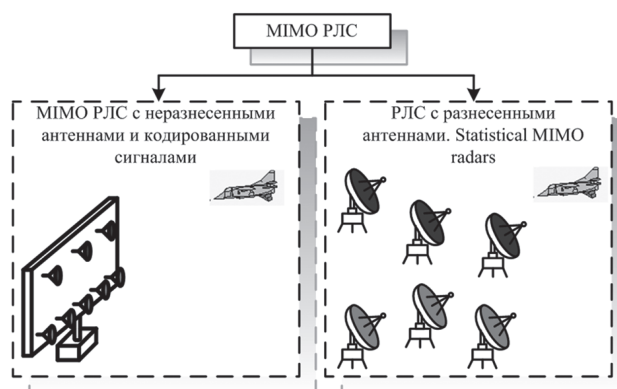 MIMO РЛС
MIMO РЛС с неразнесенными
антеннами и кодированными
сигналами
РЛС с разнесенными
антеннами. Statistical MIMO
radars